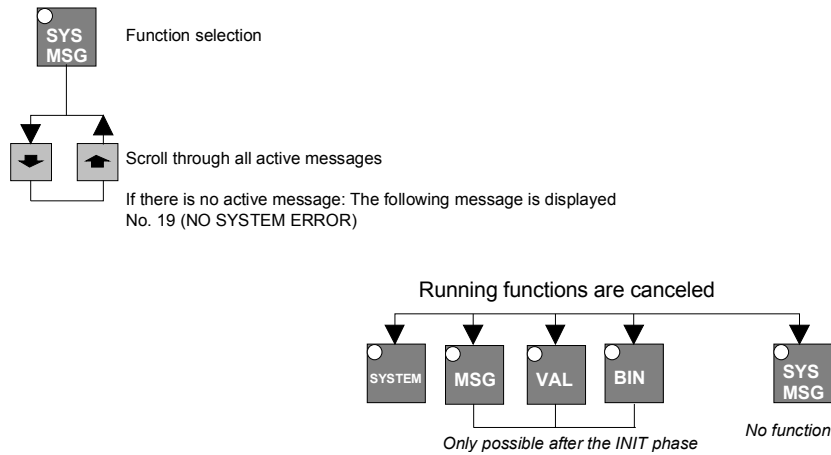 SYS
MSG
Function selection
Scroll through all active messages
If there is no active message: The following message is displayed
No. 19 (NO SYSTEM ERROR)
Running functions are canceled
SYSTEM
MSG
VAL
BIN
SYS
MSG
Only possible after the INIT phase
No function